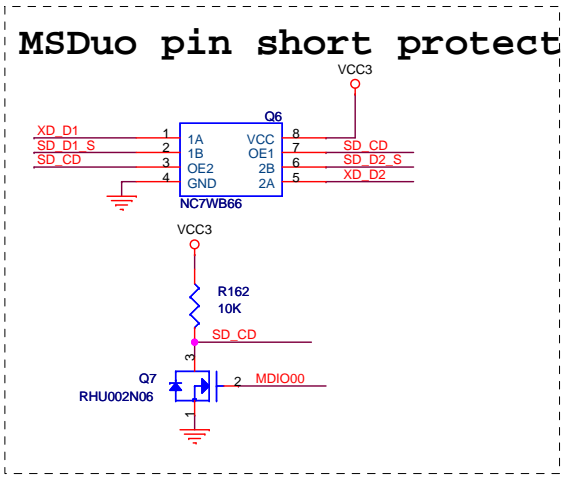 MSDuo pin short protect
VCC3
Q6
XD_D1 1 1A VCC 8
SD_D1_S 2 1B OE1 7 SD_CD
SD_CD 3 OE2 2B 6 SD_D2_S
4 GND 2A 5 XD_D2
NC7WB66
VCC3
R162
10K
SD_CD
3
Q7 2 MDIO00
RHU002N06
1